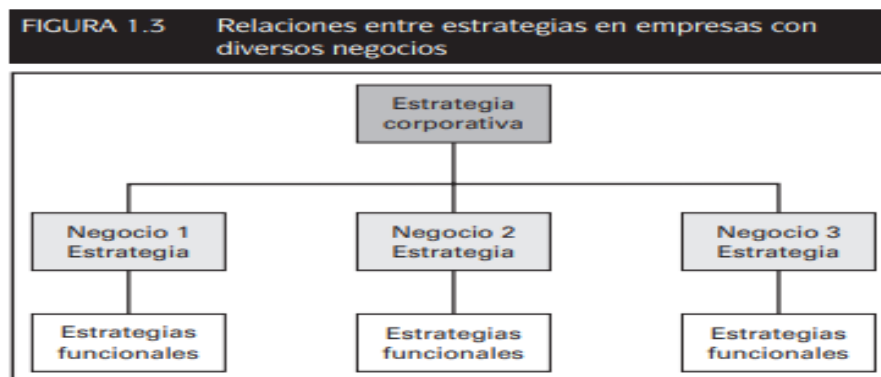 FIGURA 1.3 Relaciones entre estrategias en empresas con
diversos negocios
Estrategia
corporativa
Negocio 1
Estrategia
Negocio 2
Estrategia
Negocio 3
Estrategia
Estrategias
funcionales
Estrategias
funcionales
Estrategias
funcionales